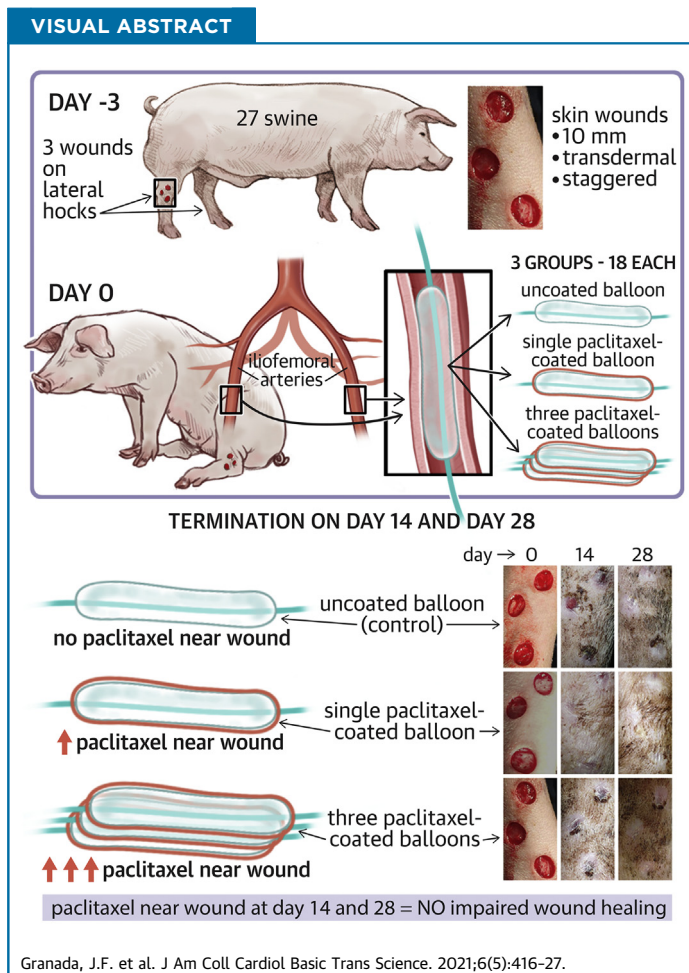 VISUAL ABSTRACT
DAY -3
27 swine
3 wounds
on
lateral
hocks
skin wounds
•10 mm
•transdermal
•staggered
DAY 0
iliofemoral
arteries
3 GROUPS - 18 EACH
uncoated balloon
single paclitaxel-
coated balloon
three paclitaxel-
coated balloons
TERMINATION ON DAY 14 AND DAY 28
day → 0 14 28
uncoated balloon
(control)
no paclitaxel near wound
single paclitaxel-
coated balloon
↑ paclitaxel near wound
three paclitaxel-
coated balloons
↑ ↑ ↑ paclitaxel near wound
paclitaxel near wound at day 14 and 28 = NO impaired wound healing
Granada, J.F. et al. J Am Coll Cardiol Basic Trans Science. 2021;6(5):416–27.